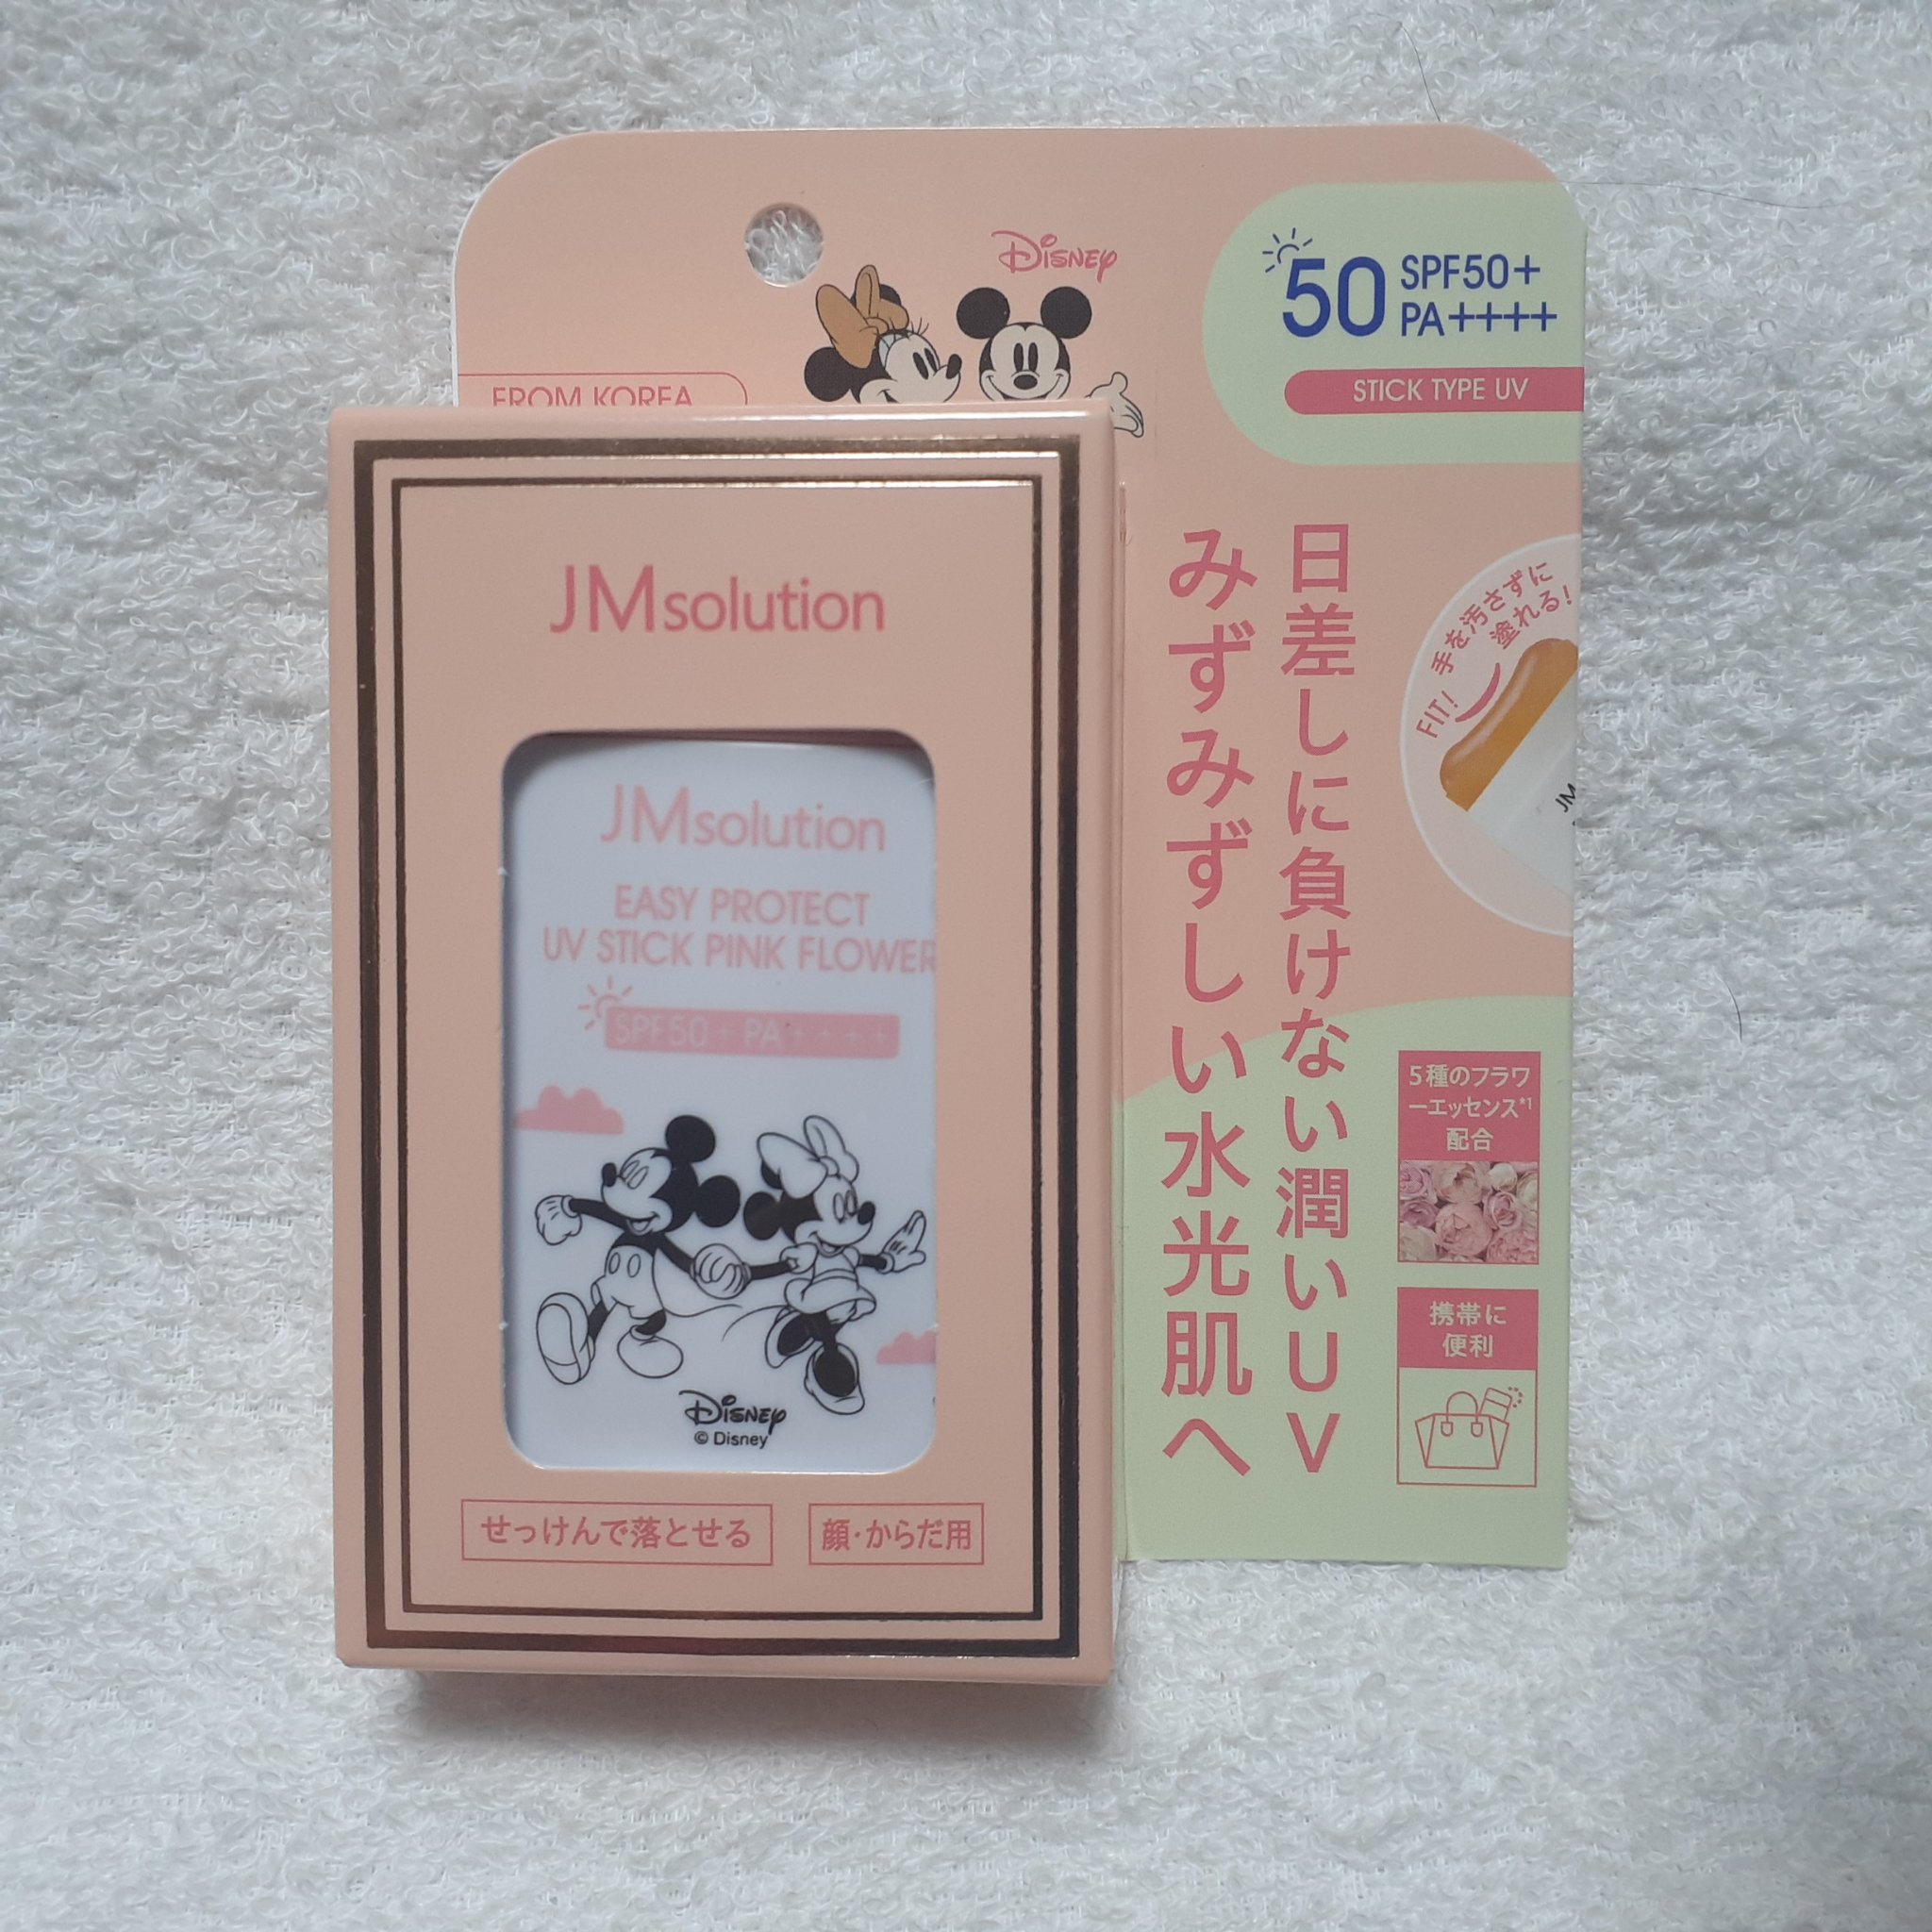 Disney
50 SPF50+
PA++++
STICK TYPE UV
FROM KOREA
JMsolution
JMsolution
EASY PROTECT
UV STICK PINK FLOWER
SPF50+ PA++++
Disney
© Disney
せっけんで落とせる
顔・からだ用
日差しに負けない潤いUV
みずみずしい水光肌へ
手を汚さずに
塗れる!
FIT!
JM
5種のフラワ
ーエッセンス*1
配合
携帯に
便利